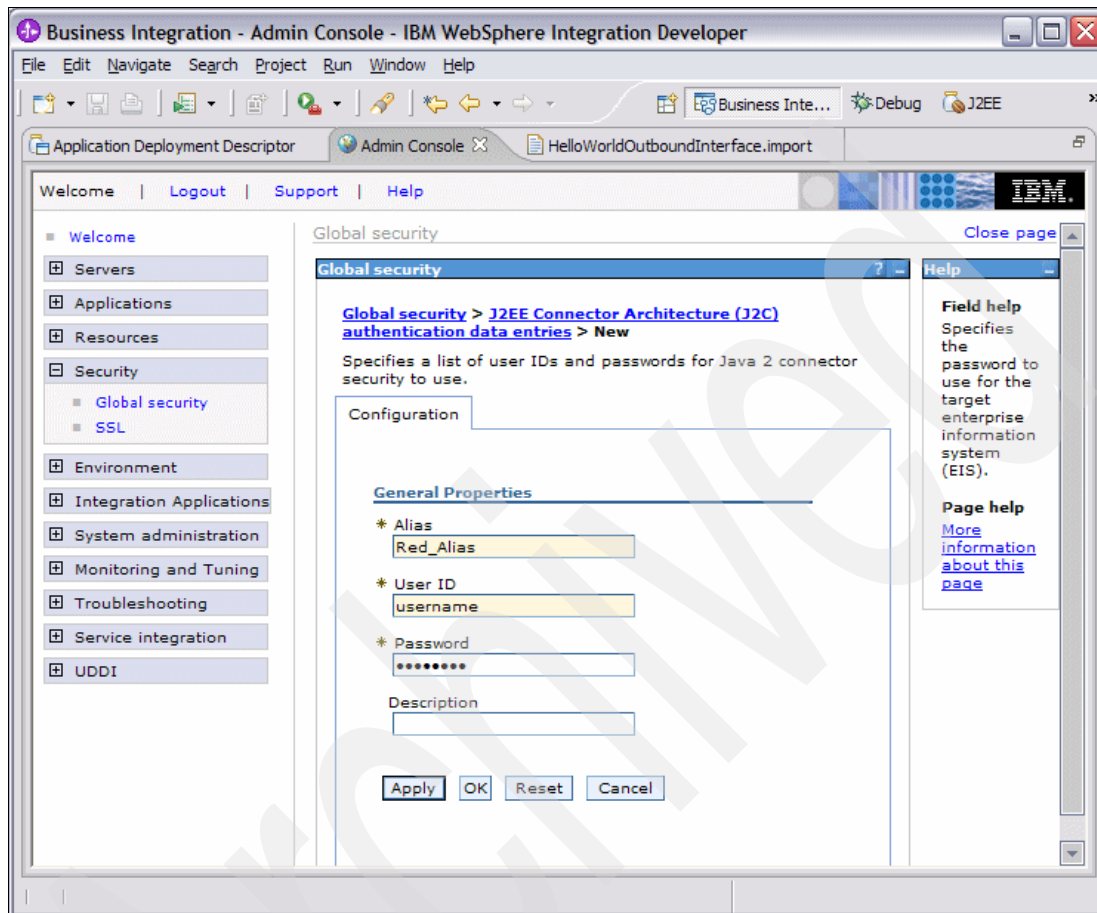 Business Integration - Admin Console - IBM WebSphere Integration Developer
File Edit Navigate Search Project Run Window Help
Business Inte... Debug J2EE »
Application Deployment Descriptor Admin Console HelloWorldOutboundInterface.import
Welcome | Logout | Support | Help IBM.
Welcome
Servers
Applications
Resources
Security
Global security
SSL
Environment
Integration Applications
System administration
Monitoring and Tuning
Troubleshooting
Service integration
UDDI
Global security Close page
Global security ? -
Global security > J2EE Connector Architecture (J2C)
authentication data entries > New
Specifies a list of user IDs and passwords for Java 2 connector
security to use.
Configuration
General Properties
* Alias
Red_Alias
* User ID
username
* Password
••••••••
Description
Apply OK Reset Cancel
Help -
Field help
Specifies
the
password to
use for the
target
enterprise
information
system
(EIS).
Page help
More
information
about this
page
Archived